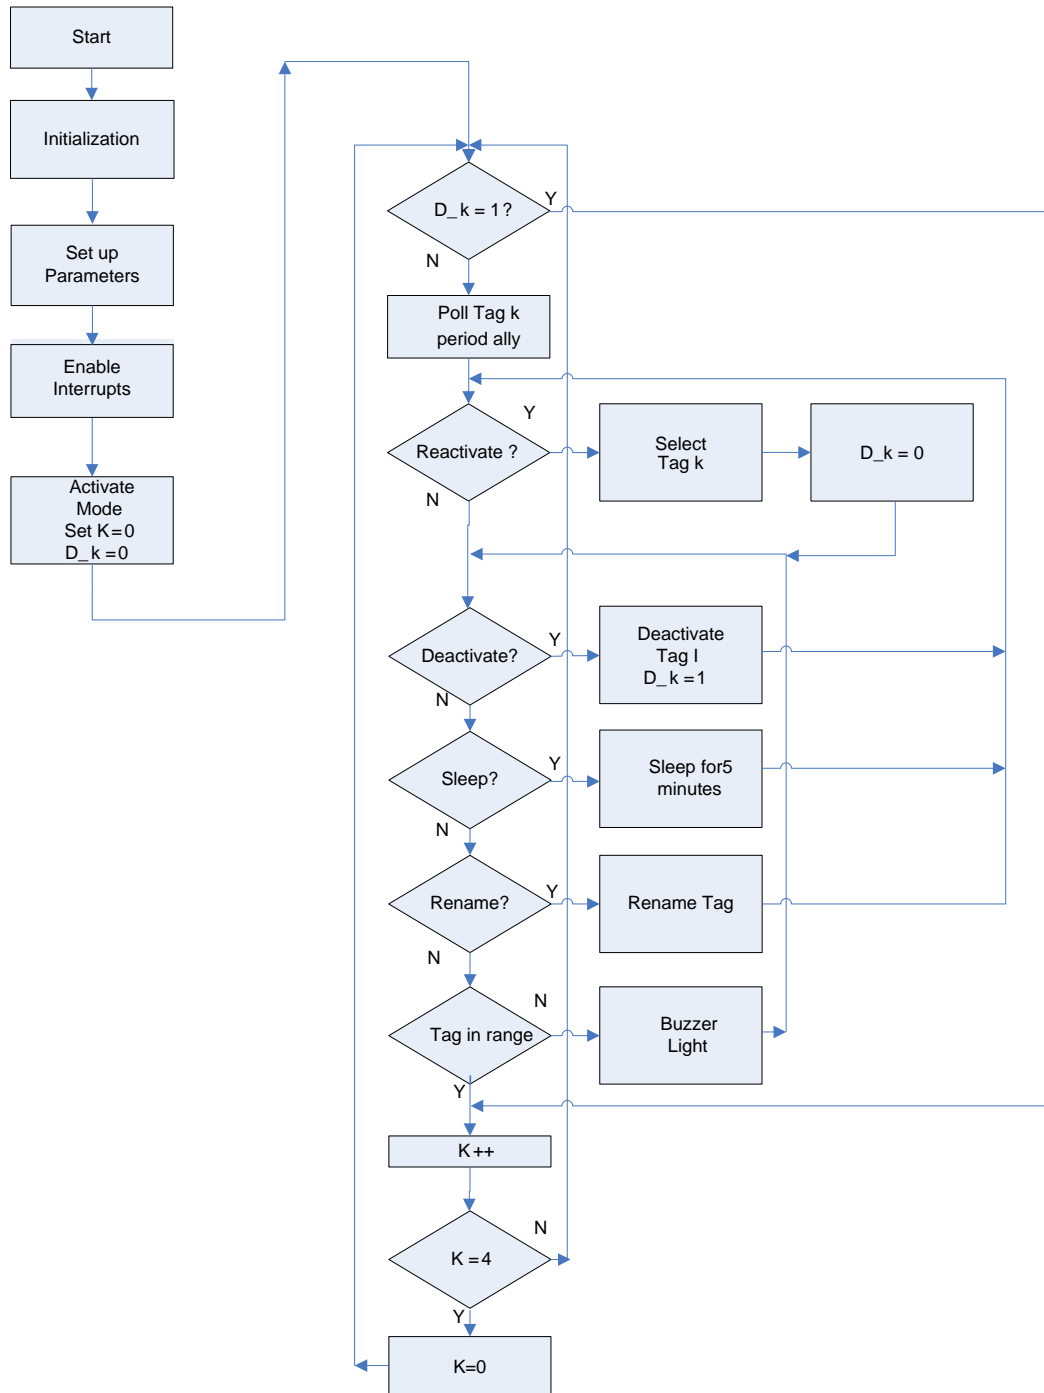 Start
Initialization
Set up
Parameters
Enable
Interrupts
Activate
Mode
Set K=0
D_k=0
D_k = 1?
Y
N
Poll Tag k
period ally
Reactivate ?
Y
N
Select
Tag k
D_k = 0
Deactivate?
Y
N
Deactivate
Tag I
D_k=1
Sleep?
Y
N
Sleep for5
minutes
Rename?
Y
N
Rename Tag
Tag in range
N
Y
Buzzer
Light
K++
K =4
N
Y
K=0